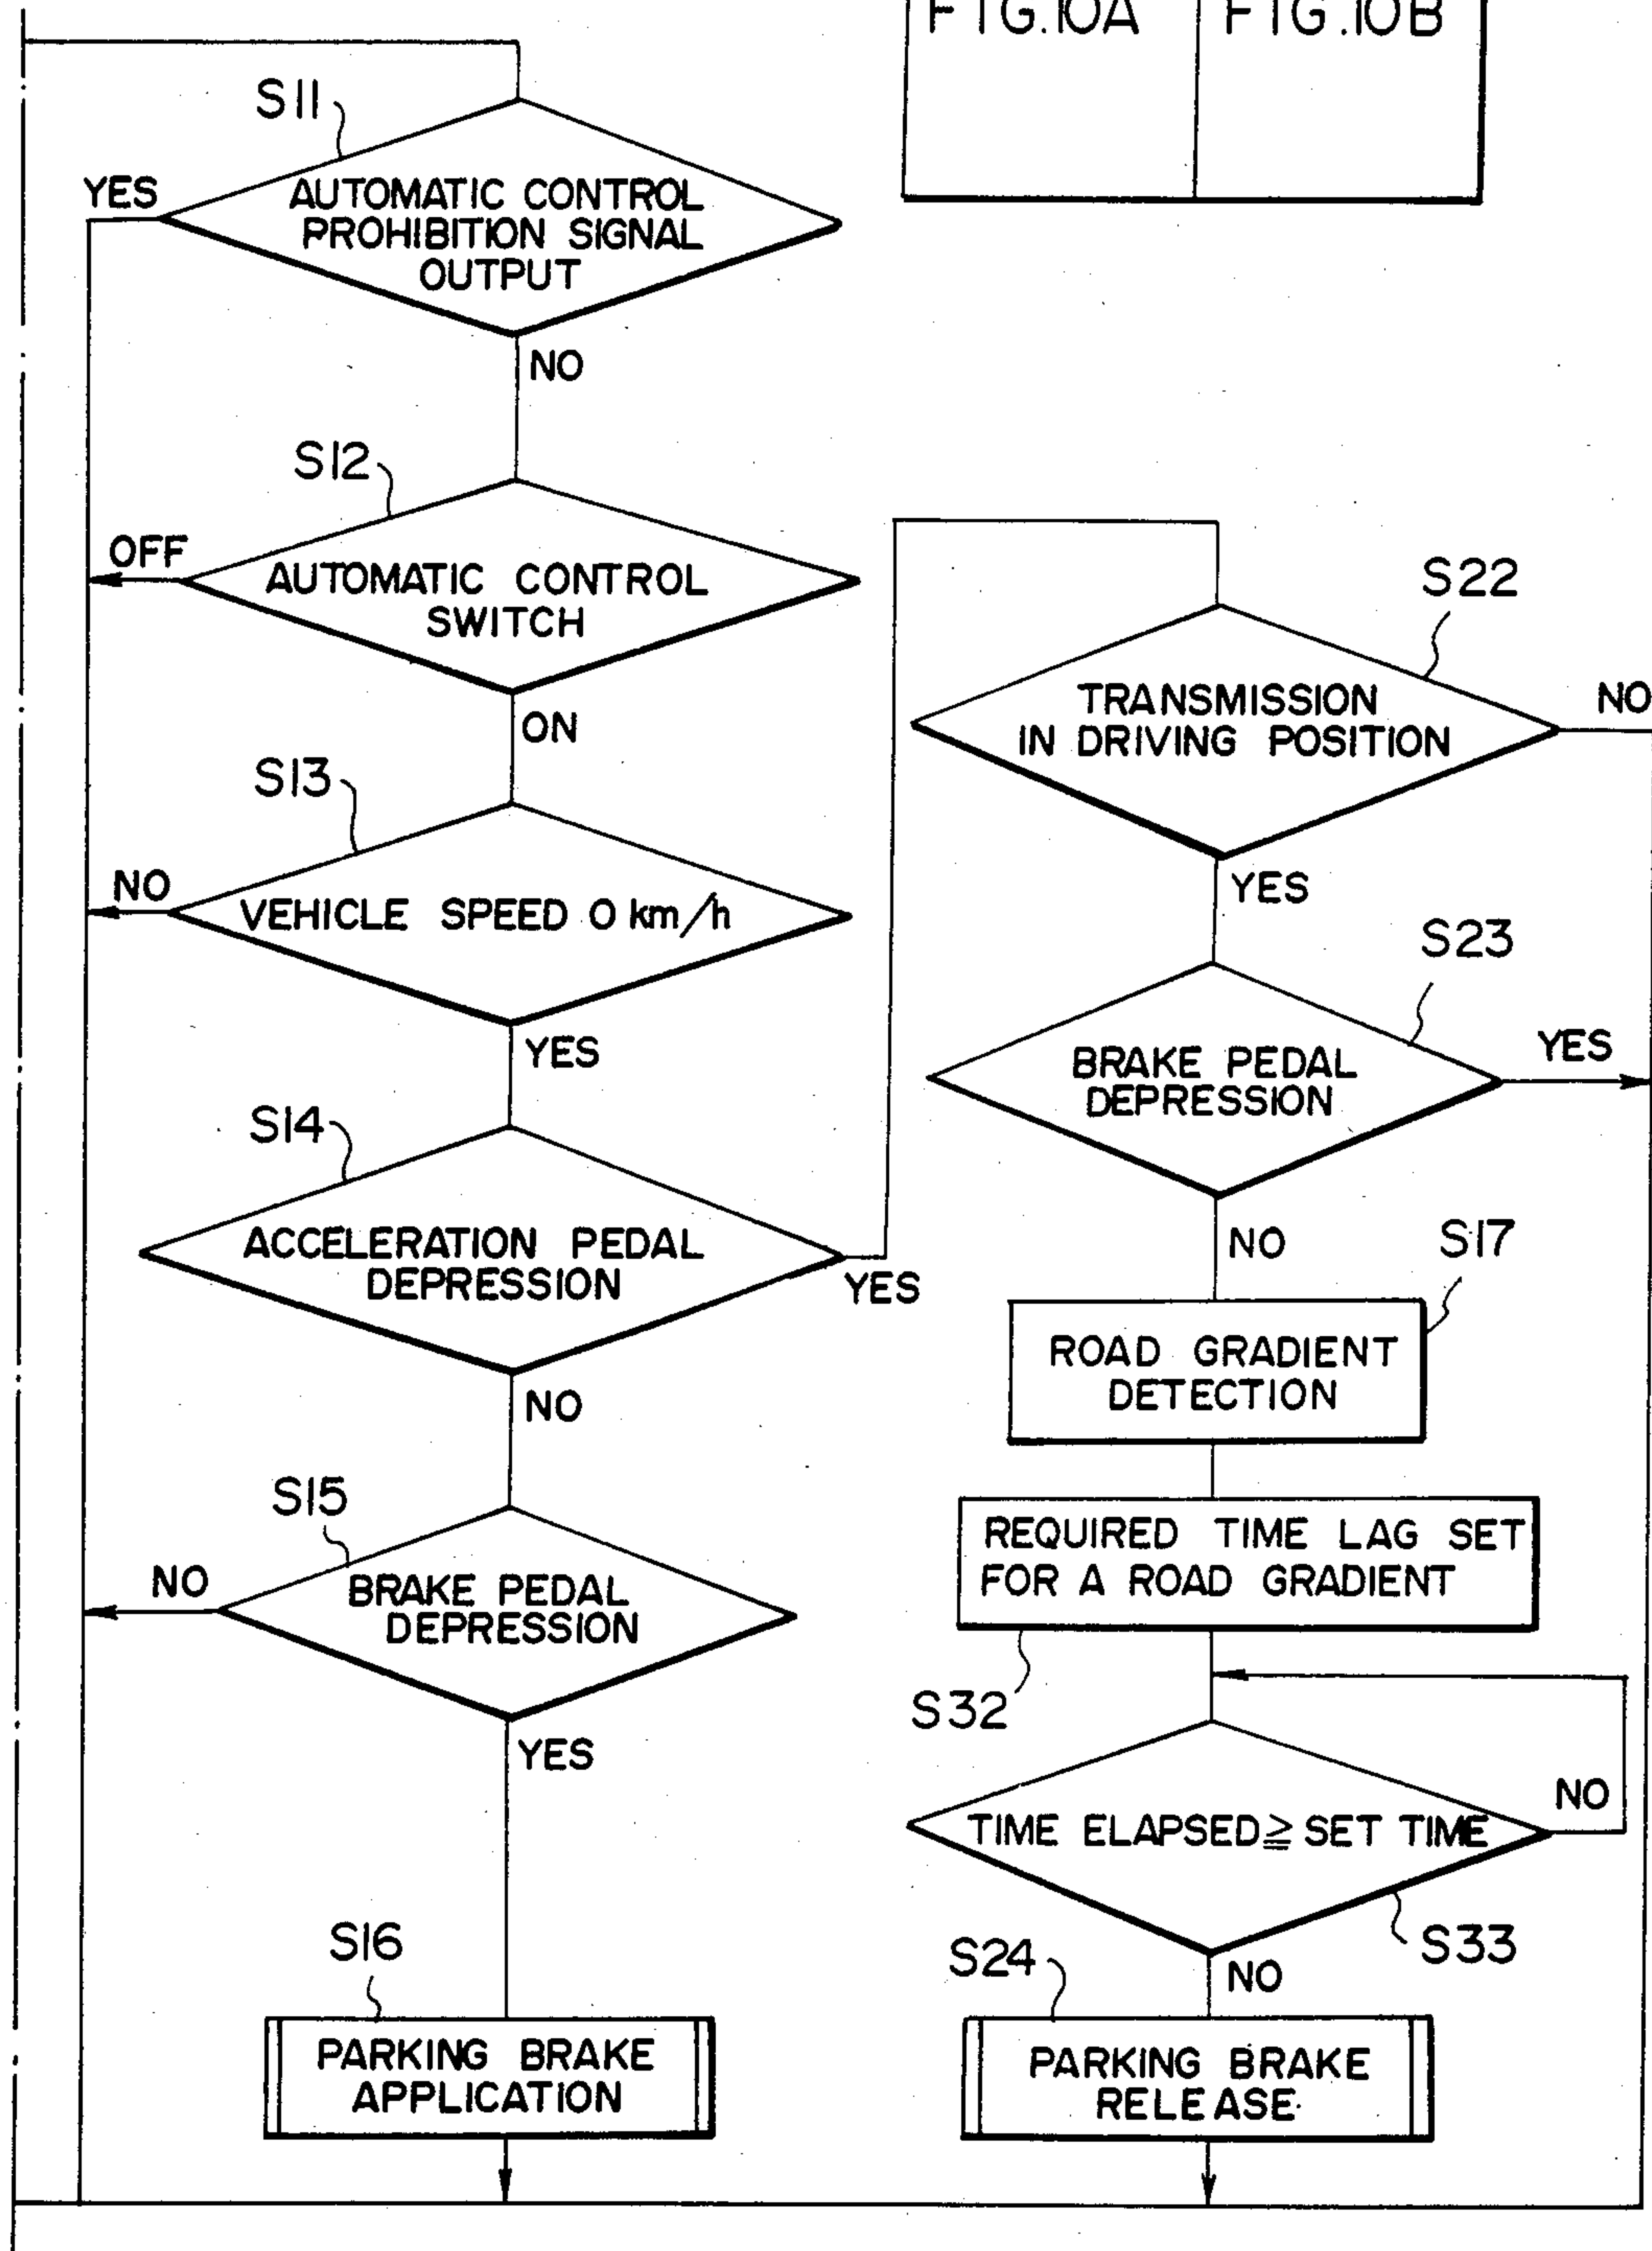 FIG.10A
FIG.10B
S11
YES
AUTOMATIC CONTROL
PROHIBITION SIGNAL
OUTPUT
NO
S12
OFF
AUTOMATIC CONTROL
SWITCH
ON
S13
NO
VEHICLE SPEED 0 km/h
YES
S14
ACCELERATION PEDAL
DEPRESSION
YES
NO
S15
NO
BRAKE PEDAL
DEPRESSION
YES
S16
PARKING BRAKE
APPLICATION
S22
TRANSMISSION
IN DRIVING POSITION
NO
YES
S23
BRAKE PEDAL
DEPRESSION
YES
NO
S17
ROAD GRADIENT
DETECTION
REQUIRED TIME LAG SET
FOR A ROAD GRADIENT
S32
TIME ELAPSED ≧ SET TIME
NO
S33
NO
S24
PARKING BRAKE
RELEASE